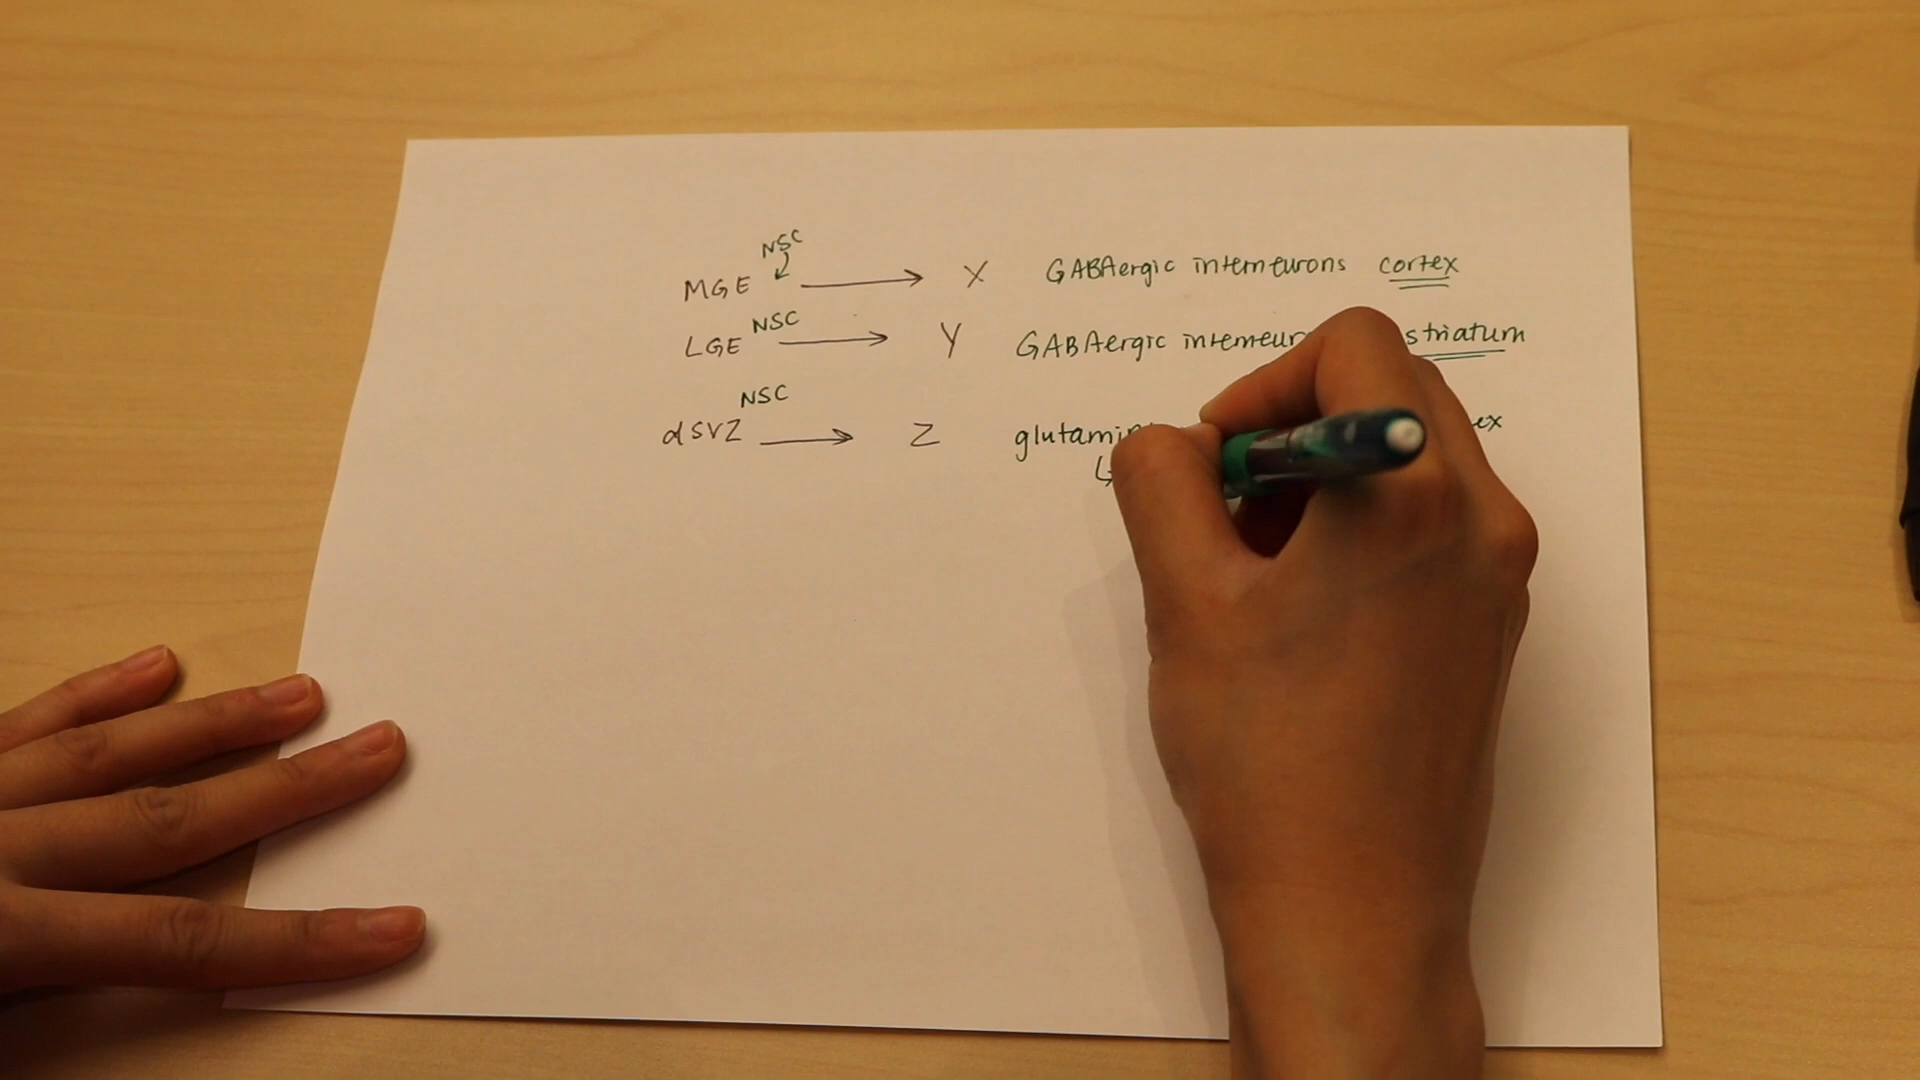 NSC
MGE → X GABAergic interneurons cortex
NSC
LGE → Y GABAergic striatum
NSC
dSVZ → Z